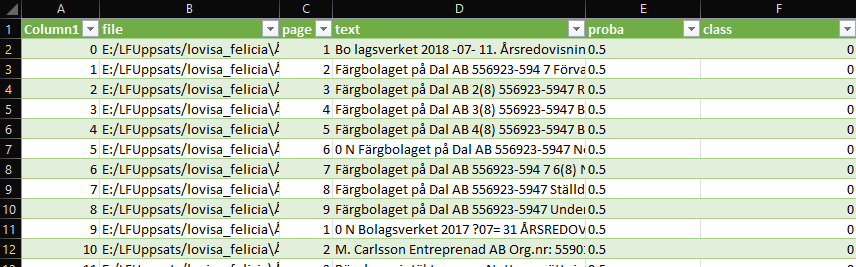 A B C D E F
1 Column1 file page text proba class
2 0 E:/LFUppsats/lovisa_felicia\Å 1 Bo lagsverket 2018 -07- 11. Årsredovisnin 0.5 0
3 1 E:/LFUppsats/lovisa_felicia\Å 2 Färgbolaget på Dal AB 556923-594 7 Förva 0.5 0
4 2 E:/LFUppsats/lovisa_felicia\Å 3 Färgbolaget på Dal AB 2(8) 556923-5947 R 0.5 0
5 3 E:/LFUppsats/lovisa_felicia\Å 4 Färgbolaget på Dal AB 3(8) 556923-5947 B 0.5 0
6 4 E:/LFUppsats/lovisa_felicia\Å 5 Färgbolaget på Dal AB 4(8) 556923-5947 B 0.5 0
7 5 E:/LFUppsats/lovisa_felicia\Å 6 0 N Färgbolaget på Dal AB 556923-5947 No 0.5 0
8 6 E:/LFUppsats/lovisa_felicia\Å 7 Färgbolaget på Dal AB 556923-594 7 6(8) N 0.5 0
9 7 E:/LFUppsats/lovisa_felicia\Å 8 Färgbolaget på Dal AB 556923-5947 Ställd 0.5 0
10 8 E:/LFUppsats/lovisa_felicia\Å 9 Färgbolaget på Dal AB 556923-5947 Under 0.5 0
11 9 E:/LFUppsats/lovisa_felicia\Å 1 0 N Bolagsverket 2017 ?07= 31 ÅRSREDOV 0.5 0
12 10 E:/LFUppsats/lovisa_felicia\Å 2 M. Carlsson Entreprenad AB Org.nr: 5590 0.5 0